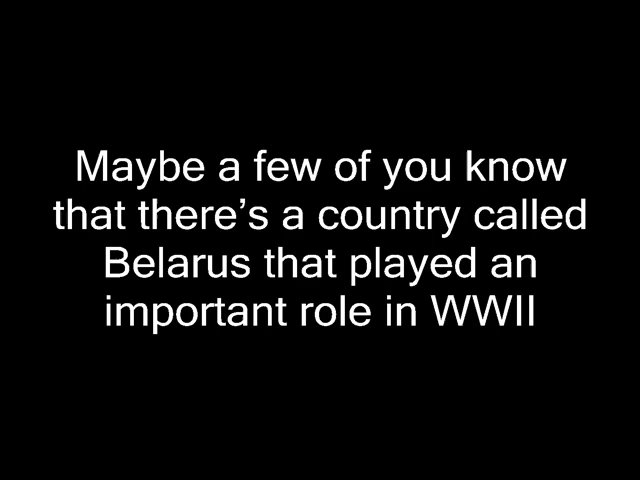 Maybe a few of you know
that there’s a country called
Belarus that played an
important role in WWII